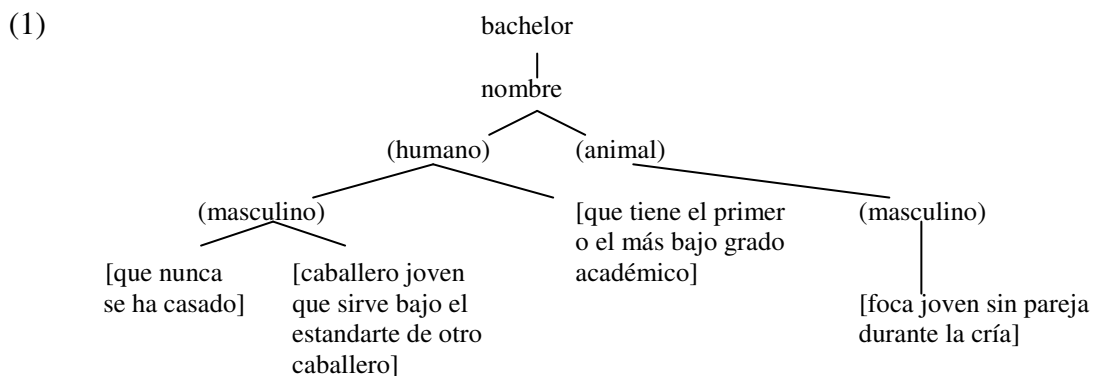 (1)
bachelor
nombre
(humano) (animal)
(masculino)
[que tiene el primer
o el más bajo grado
académico]
(masculino)
[que nunca
se ha casado]
[caballero joven
que sirve bajo el
estandarte de otro
caballero]
[foca joven sin pareja
durante la cría]